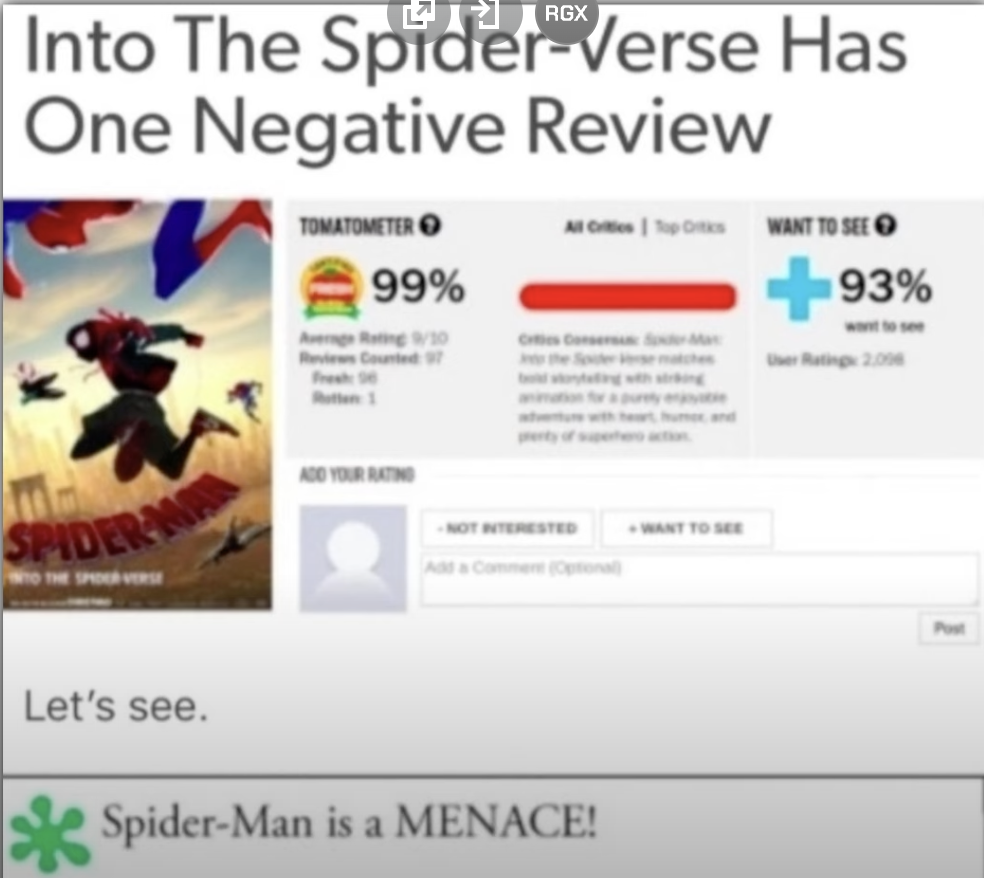 RGX
Into The Spider-Verse Has
One Negative Review
TOMATOMETER ?
All Critics | Top Critics
WANT TO SEE ?
FRESH
99%
93%
want to see
Average Rating: 9/10
Reviews Counted: 97
Fresh: 96
Rotten: 1
Critics Consensus: Spider-Man:
Into the Spider-Verse matches
bold storytelling with striking
animation for a purely enjoyable
adventure with heart, humor, and
plenty of superhero action.
User Ratings: 2,098
ADD YOUR RATING
- NOT INTERESTED
+ WANT TO SEE
Add a Comment (Optional)
Post
SPIDER-MAN
INTO THE SPIDER-VERSE
Let's see.
Spider-Man is a MENACE!